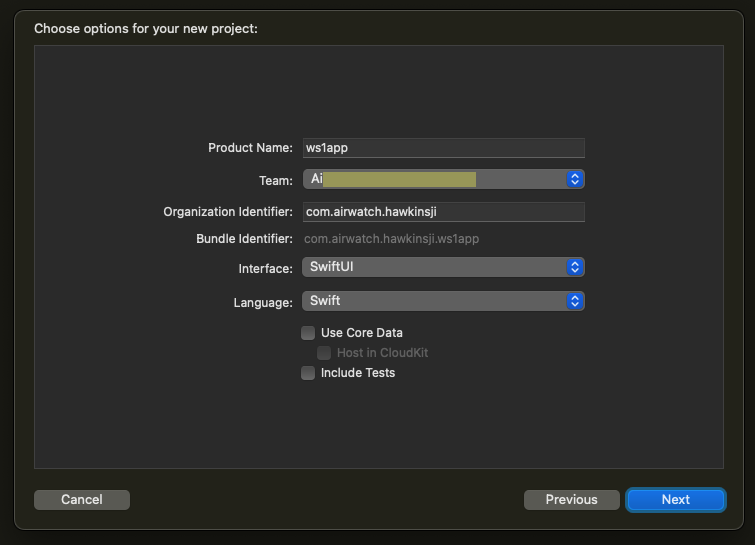 Choose options for your new project:
Product Name: ws1app
Team: Ai
Organization Identifier: com.airwatch.hawkinsji
Bundle Identifier: com.airwatch.hawkinsji.ws1app
Interface: SwiftUI
Language: Swift
Use Core Data
Host in CloudKit
Include Tests
Cancel Previous Next